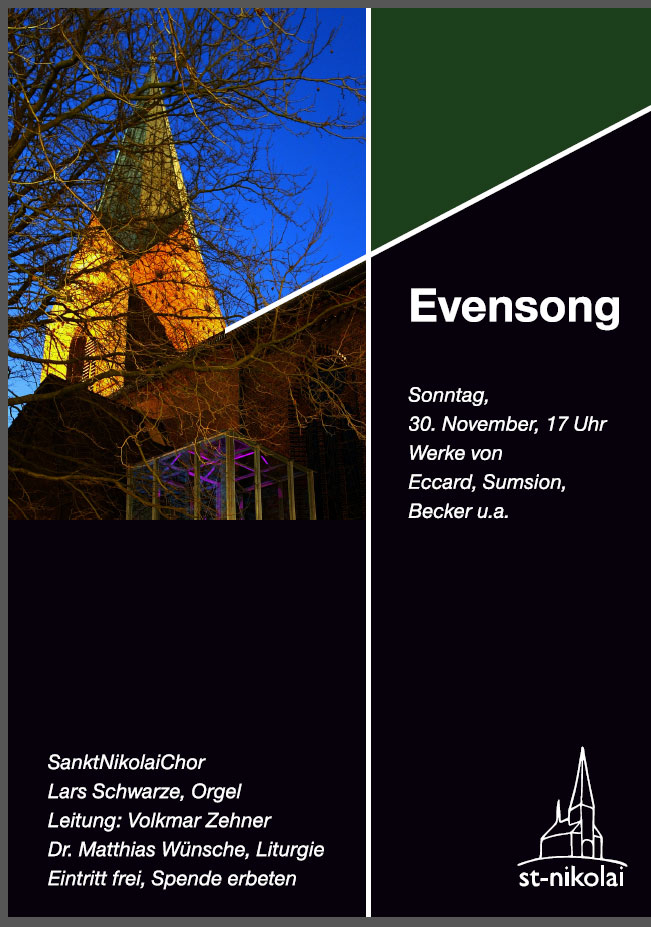 Evensong
Sonntag,
30. November, 17 Uhr
Werke von
Eccard, Sumsion,
Becker u.a.
SanktNikolaiChor
Lars Schwarze, Orgel
Leitung: Volkmar Zehner
Dr. Matthias Wünsche, Liturgie
Eintritt frei, Spende erbeten
st-nikolai